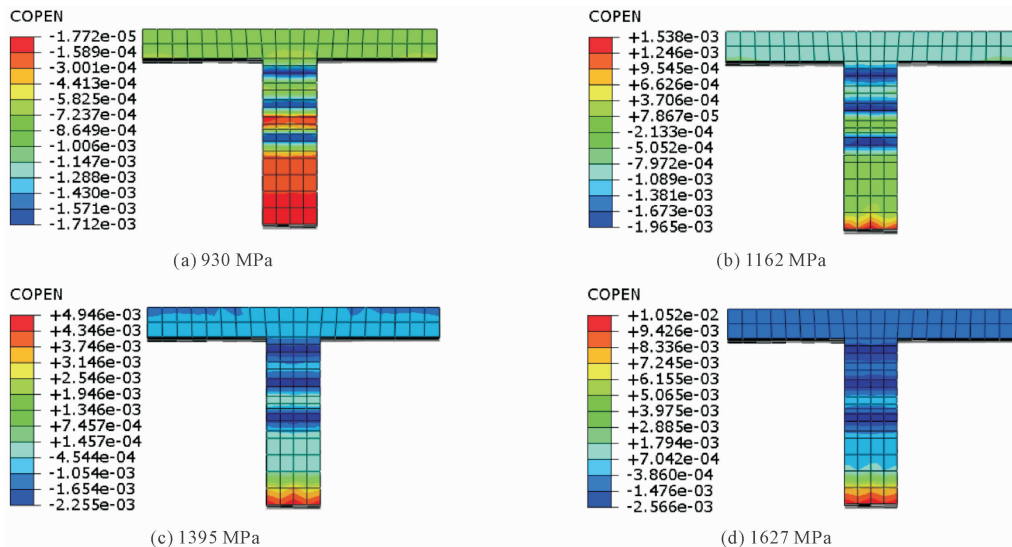 COPEN
-1.772e-05
-1.589e-04
-3.001e-04
-4.413e-04
-5.825e-04
-7.237e-04
-8.649e-04
-1.006e-03
-1.147e-03
-1.288e-03
-1.430e-03
-1.571e-03
-1.712e-03
(a) 930 MPa
COPEN
+1.538e-03
+1.246e-03
+9.545e-04
+6.626e-04
+3.706e-04
+7.867e-05
-2.133e-04
-5.052e-04
-7.972e-04
-1.089e-03
-1.381e-03
-1.673e-03
-1.965e-03
(b) 1162 MPa
COPEN
+4.946e-03
+4.346e-03
+3.746e-03
+3.146e-03
+2.546e-03
+1.946e-03
+1.346e-03
+7.457e-04
+1.457e-04
-4.544e-04
-1.054e-03
-1.654e-03
-2.255e-03
(c) 1395 MPa
COPEN
+1.052e-02
+9.426e-03
+8.336e-03
+7.245e-03
+6.155e-03
+5.065e-03
+3.975e-03
+2.885e-03
+1.794e-03
+7.042e-04
-3.860e-04
-1.476e-03
-2.566e-03
(d) 1627 MPa